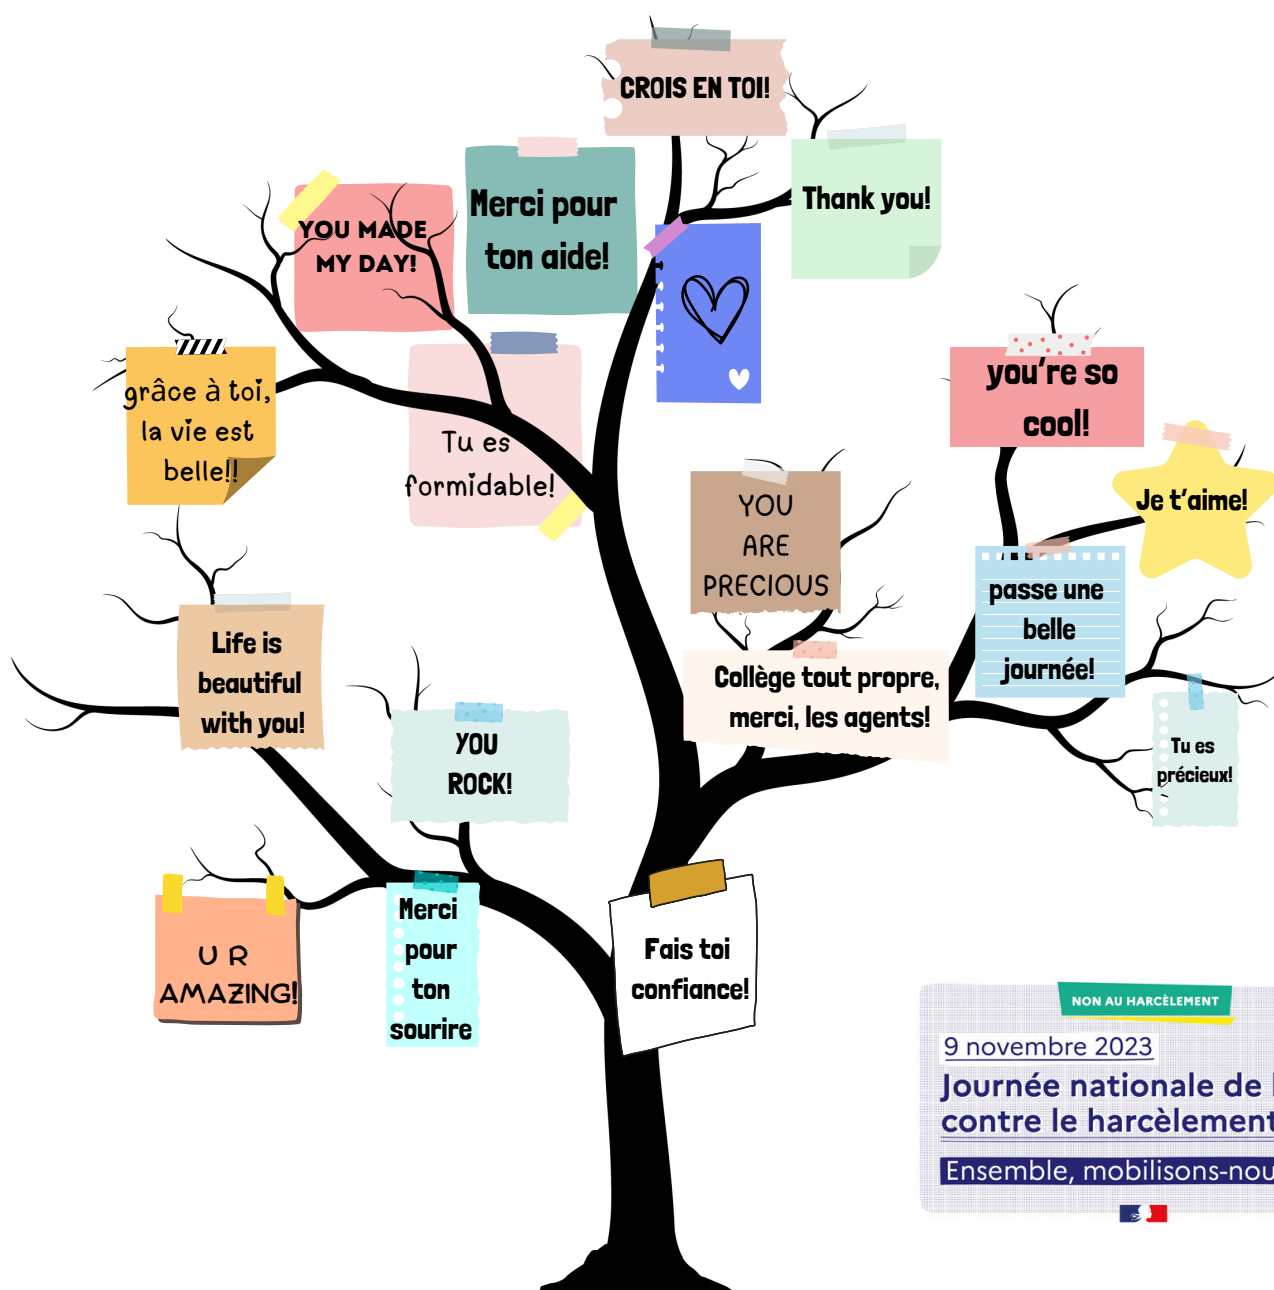 CROIS EN TOI!
Thank you!
Merci pour
ton aide!
YOU MADE
MY DAY!
grâce à toi,
la vie est
belle!!
Tu es
formidable!
you're so
cool!
Je t'aime!
YOU
ARE
PRECIOUS
passe une
belle
journée!
Life is
beautiful
with you!
Collège tout propre,
merci, les agents!
YOU
ROCK!
Tu es
précieux!
Merci
pour
ton
sourire
U R
AMAZING!
Fais toi
confiance!
NON AU HARCÈLEMENT
9 novembre 2023
Journée nationale de
contre le harcèlement
Ensemble, mobilisons-nou